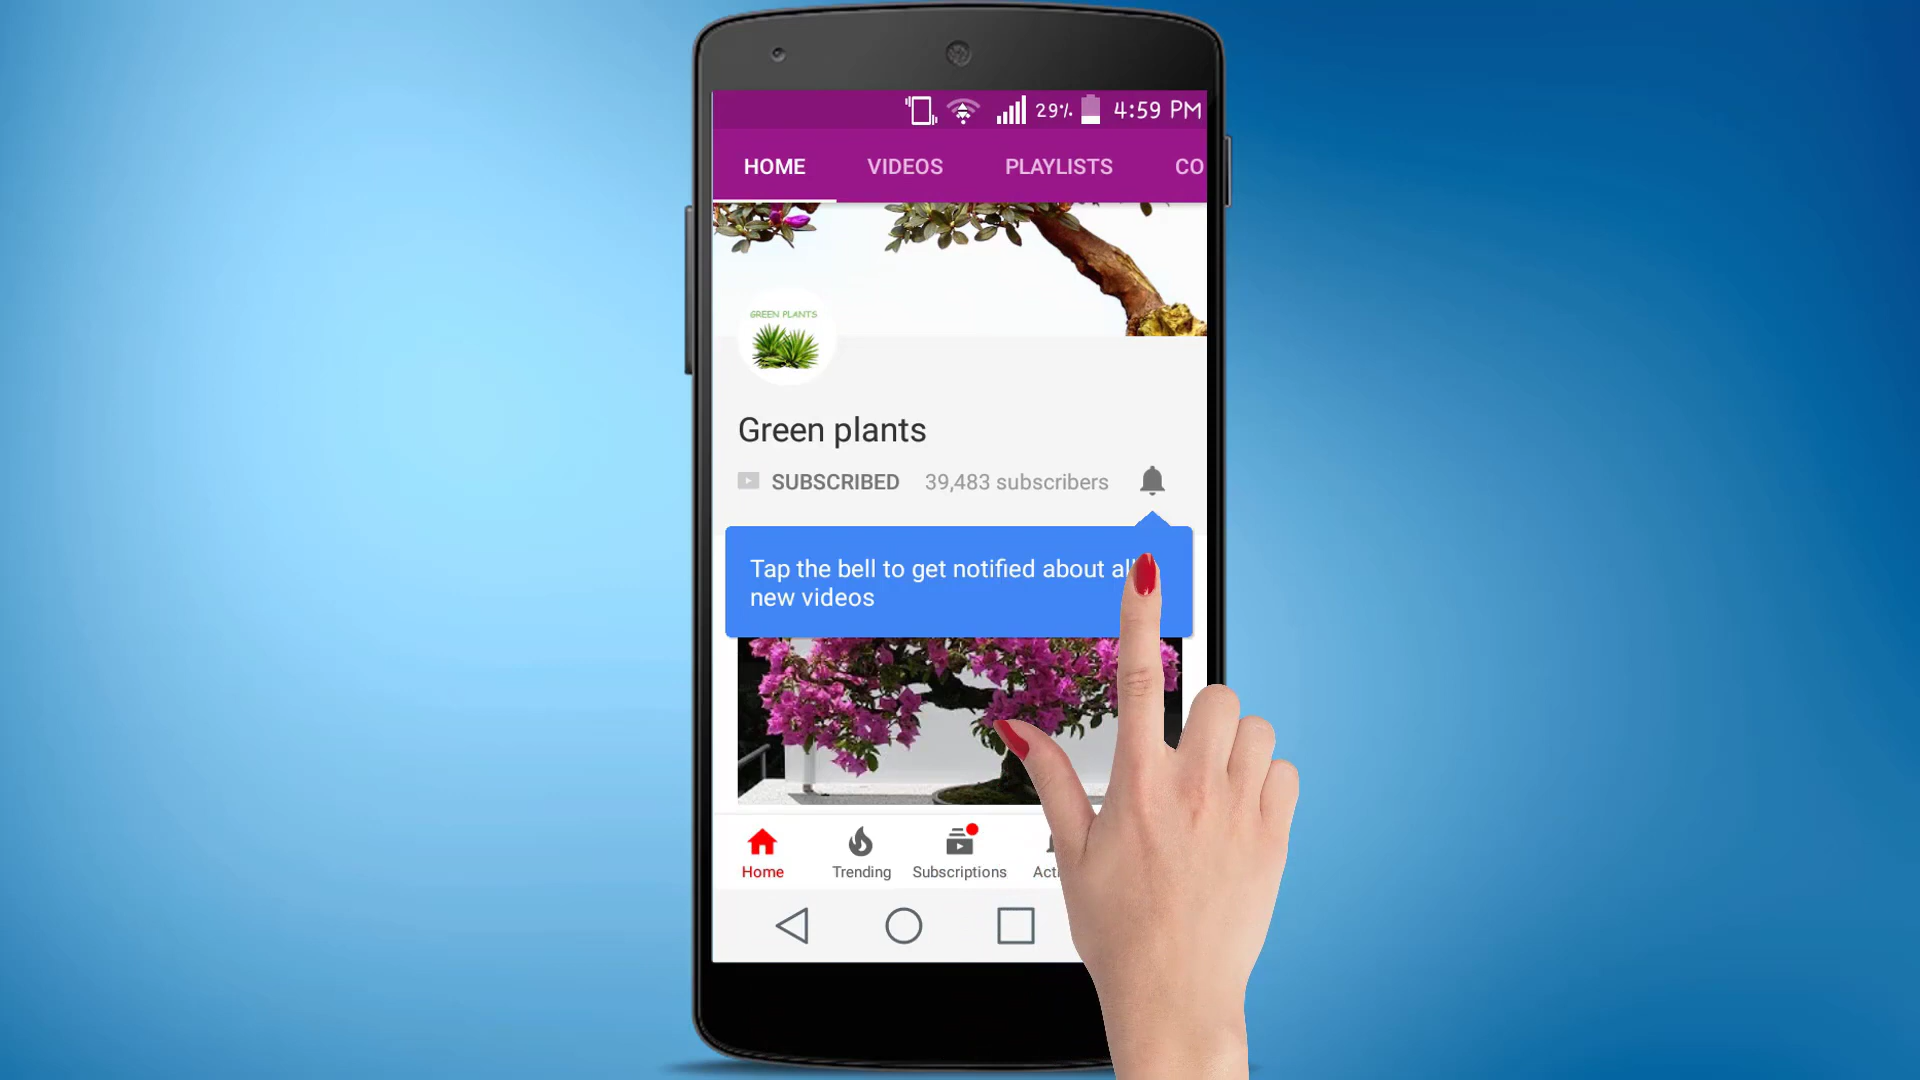 29% 4:59 PM
HOME VIDEOS PLAYLISTS CO
GREEN PLANTS
Green plants
SUBSCRIBED 39,483 subscribers
Tap the bell to get notified about all
new videos
Home Trending Subscriptions Acti